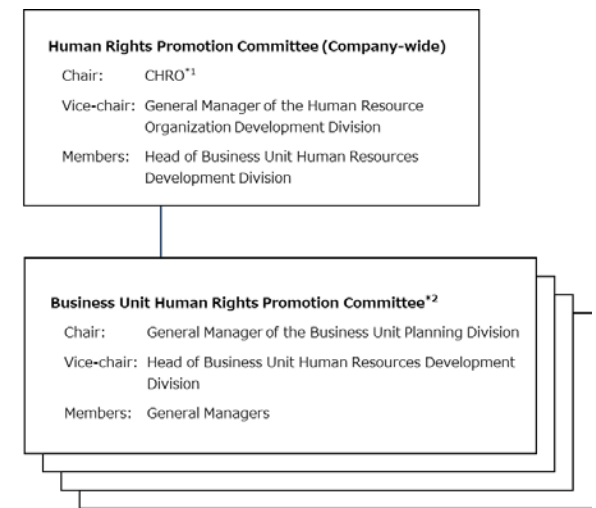 Human Rights Promotion Committee (Company-wide)
Chair: CHRO*1
Vice-chair: General Manager of the Human Resource
Organization Development Division
Members: Head of Business Unit Human Resources
Development Division
Business Unit Human Rights Promotion Committee*2
Chair: General Manager of the Business Unit Planning Division
Vice-chair: Head of Business Unit Human Resources Development
Division
Members: General Managers